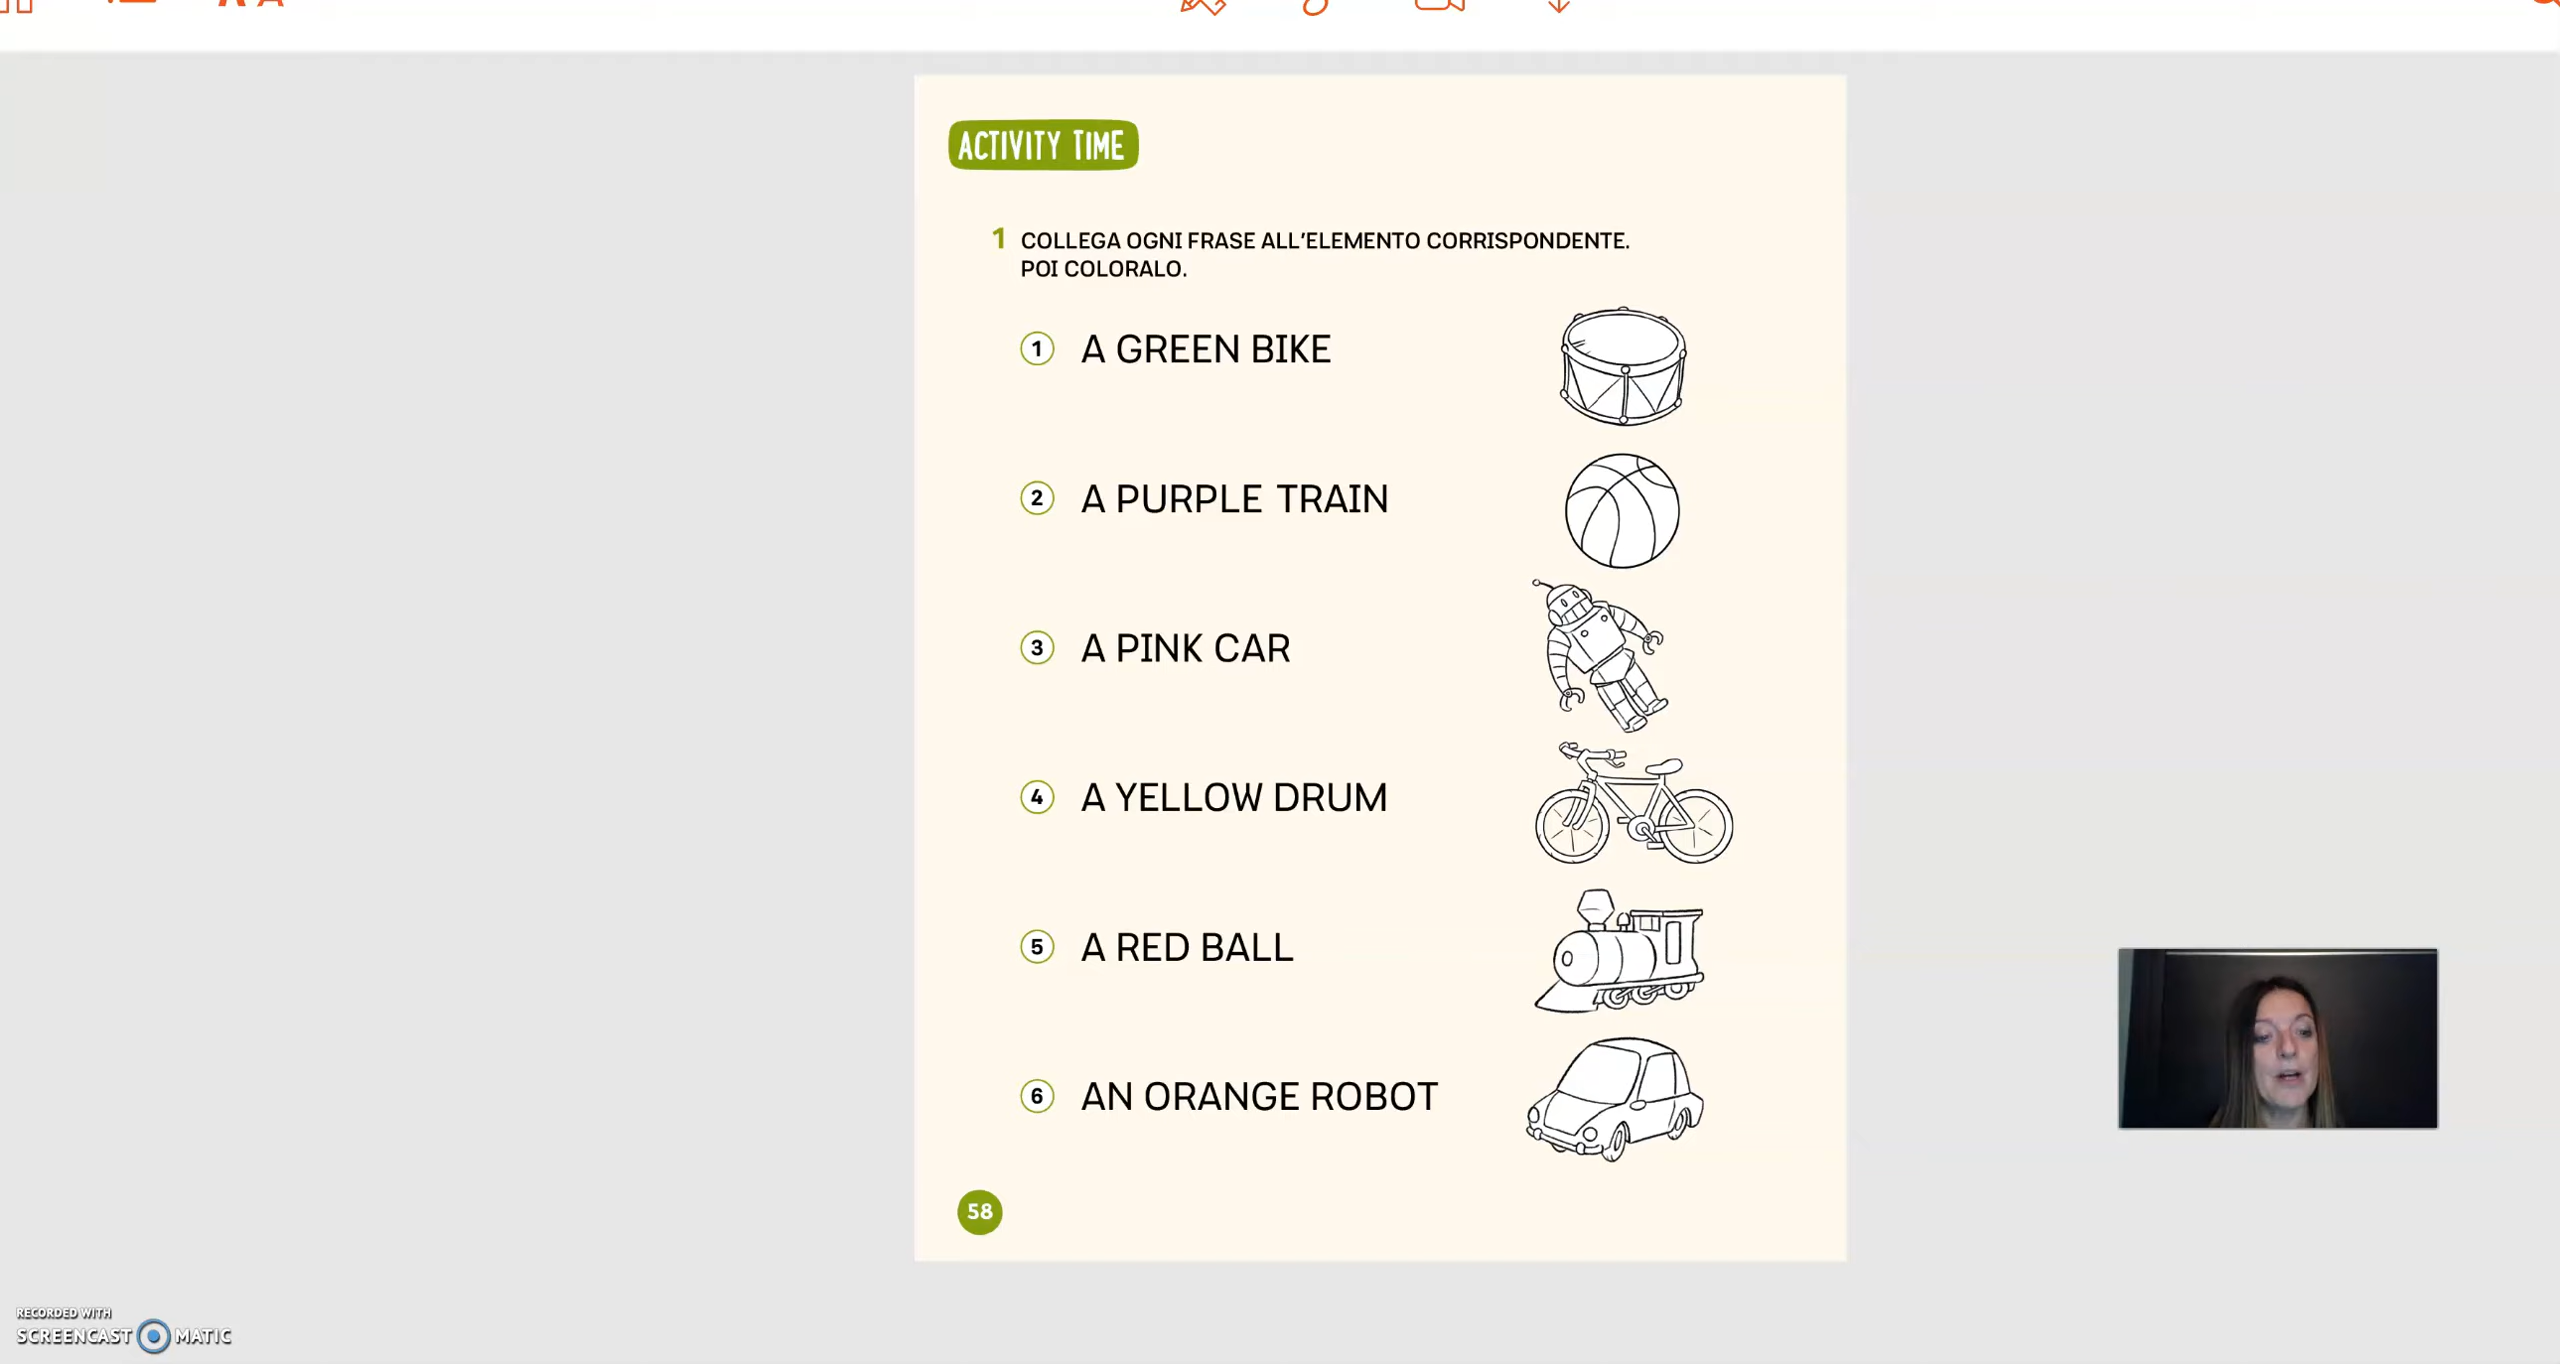 ACTIVITY TIME
1 COLLEGA OGNI FRASE ALL'ELEMENTO CORRISPONDENTE.
POI COLORALO.
1 A GREEN BIKE
2 A PURPLE TRAIN
3 A PINK CAR
4 A YELLOW DRUM
5 A RED BALL
6 AN ORANGE ROBOT
58
RECORDED WITH
SCREENCAST MATIC